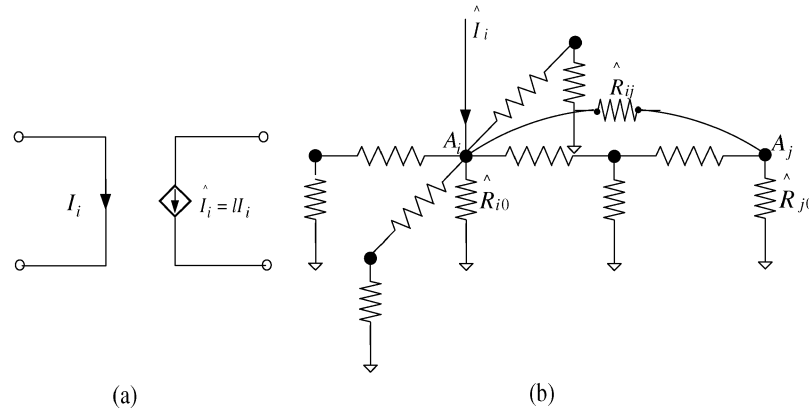 Î_i
R̂_ij
A_i
A_j
I_i
Î_i = lI_i
R̂_i0
R̂_j0
(a)
(b)